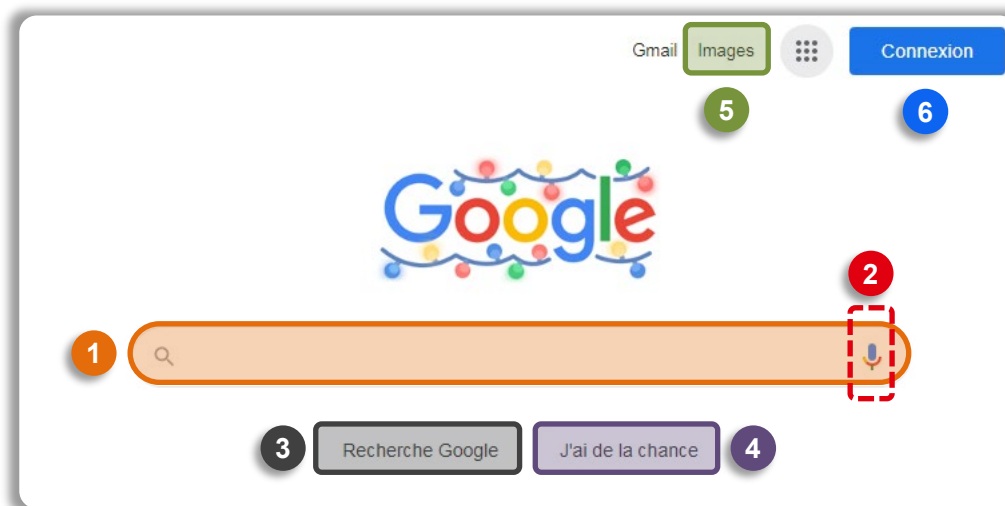 Gmail Images Connexion
5 6
Google
2
1
3 Recherche Google J'ai de la chance 4